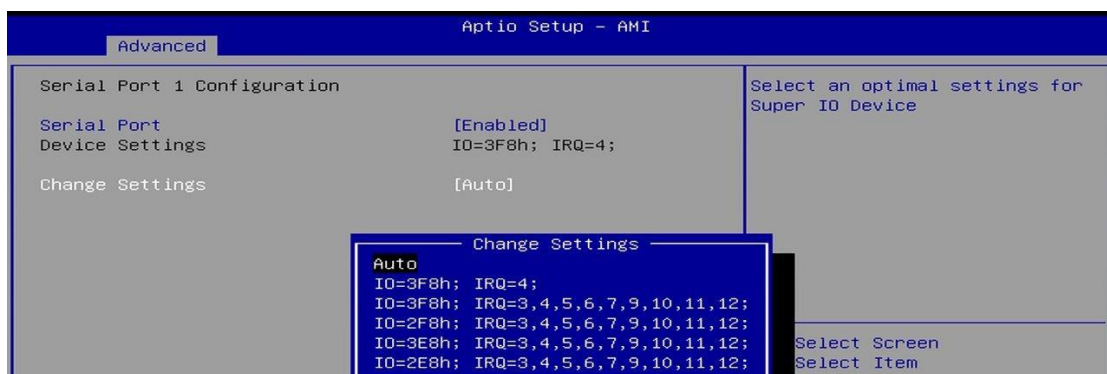 Aptio Setup – AMI
Advanced
Serial Port 1 Configuration
Serial Port [Enabled]
Device Settings IO=3F8h; IRQ=4;
Change Settings [Auto]
Select an optimal settings for
Super IO Device
Change Settings
Auto
IO=3F8h; IRQ=4;
IO=3F8h; IRQ=3,4,5,6,7,9,10,11,12;
IO=2F8h; IRQ=3,4,5,6,7,9,10,11,12;
IO=3E8h; IRQ=3,4,5,6,7,9,10,11,12;
IO=2E8h; IRQ=3,4,5,6,7,9,10,11,12;
Select Screen
Select Item